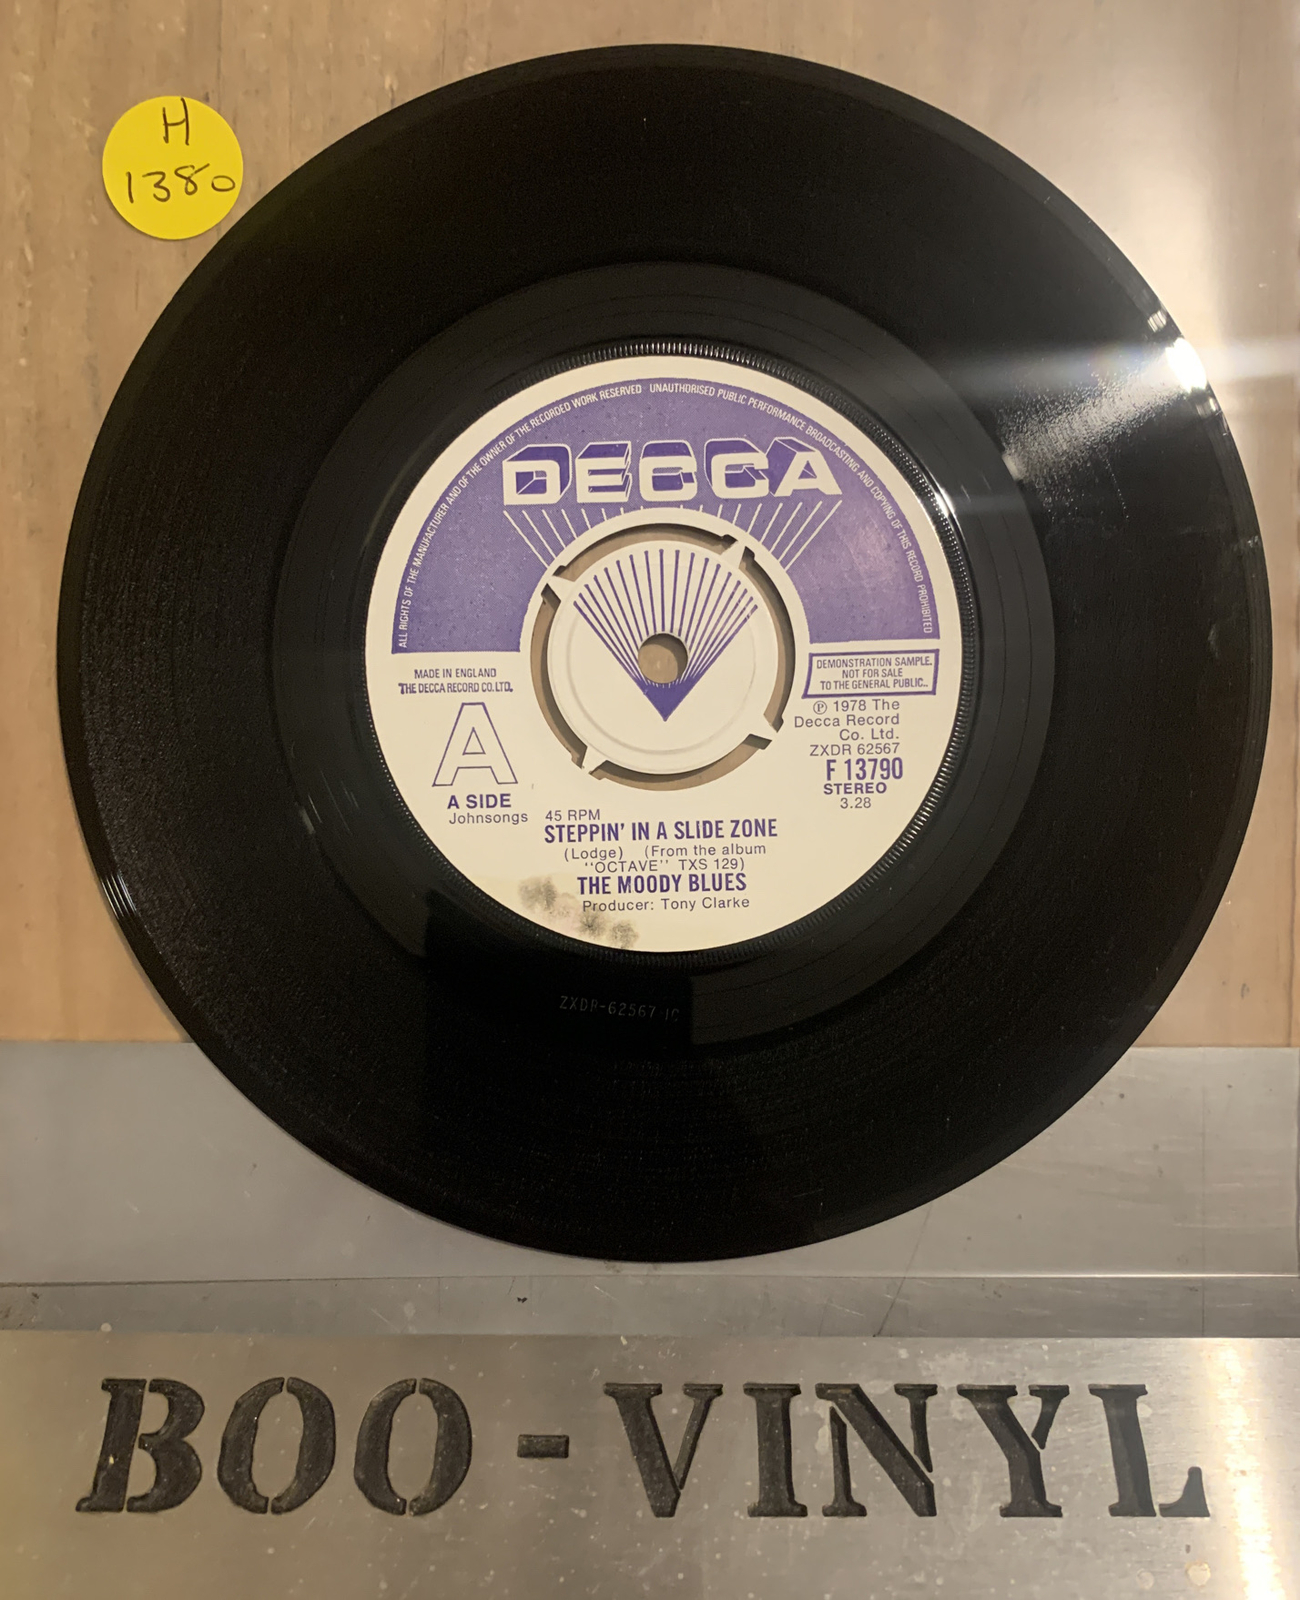 H
1380
ALL RIGHTS OF THE MANUFACTURER AND OF THE OWNER OF THE RECORDED WORK RESERVED · UNAUTHORISED PUBLIC PERFORMANCE BROADCASTING AND COPYING OF THIS RECORD PROHIBITED
DECCA
MADE IN ENGLAND
THE DECCA RECORD CO. LTD.
DEMONSTRATION SAMPLE.
NOT FOR SALE
TO THE GENERAL PUBLIC..
A
A SIDE
Johnsongs
Ⓟ 1978 The
Decca Record
Co. Ltd.
ZXDR 62567
F 13790
STEREO
3.28
45 RPM
STEPPIN' IN A SLIDE ZONE
(Lodge) (From the album
"OCTAVE" TXS 129)
THE MOODY BLUES
Producer: Tony Clarke
ZXDR-62567
BOO-VINYL